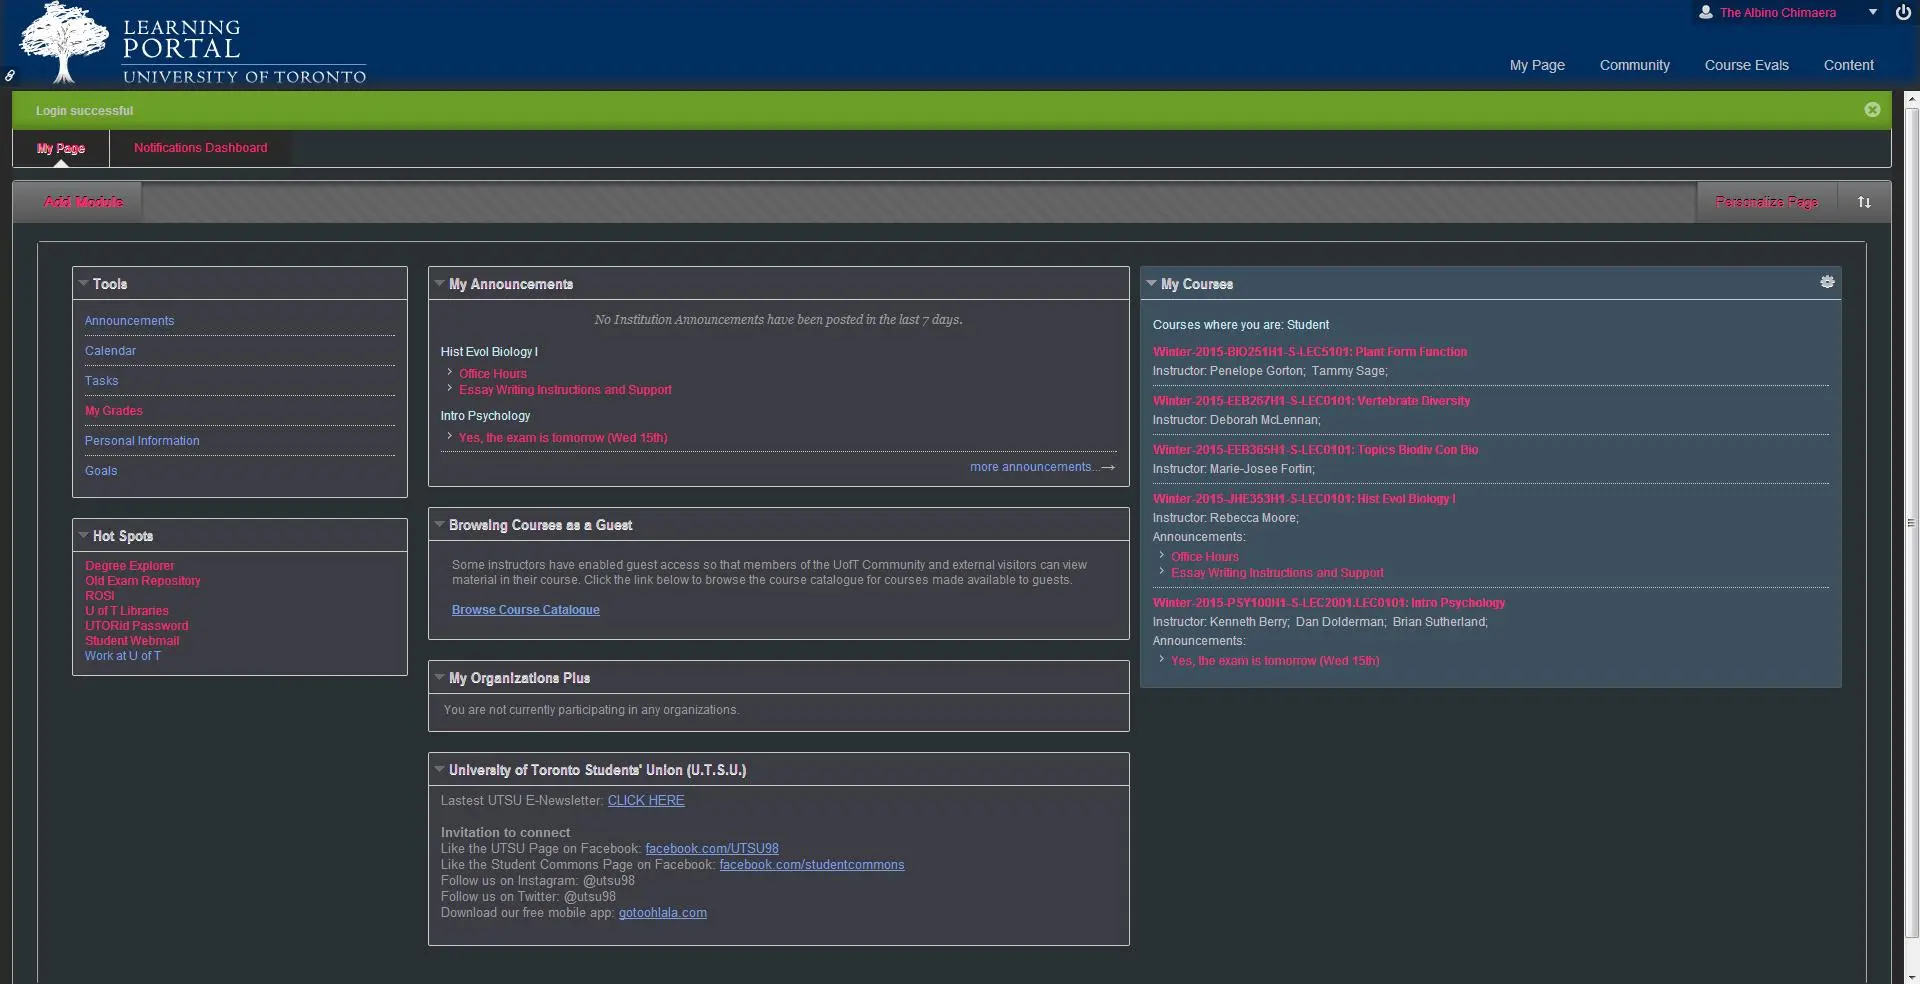 LEARNING
PORTAL
UNIVERSITY OF TORONTO
The Albino Chimaera
My Page
Community
Course Evals
Content
Login successful
My Page
Notifications Dashboard
Add Module
Personalize Page
Tools
Announcements
Calendar
Tasks
My Grades
Personal Information
Goals
Hot Spots
Degree Explorer
Old Exam Repository
ROSI
U of T Libraries
UTORid Password
Student Webmail
Work at U of T
My Announcements
No Institution Announcements have been posted in the last 7 days.
Hist Evol Biology I
Office Hours
Essay Writing Instructions and Support
Intro Psychology
Yes, the exam is tomorrow (Wed 15th)
more announcements...→
Browsing Courses as a Guest
Some instructors have enabled guest access so that members of the UofT Community and external visitors can view
material in their course. Click the link below to browse the course catalogue for courses made available to guests.
Browse Course Catalogue
My Organizations Plus
You are not currently participating in any organizations.
University of Toronto Students' Union (U.T.S.U.)
Lastest UTSU E-Newsletter: CLICK HERE
Invitation to connect
Like the UTSU Page on Facebook: facebook.com/UTSU98
Like the Student Commons Page on Facebook: facebook.com/studentcommons
Follow us on Instagram: @utsu98
Follow us on Twitter: @utsu98
Download our free mobile app: gotoohlala.com
My Courses
Courses where you are: Student
Winter-2015-BIO251H1-S-LEC5101: Plant Form Function
Instructor: Penelope Gorton; Tammy Sage;
Winter-2015-EEB267H1-S-LEC0101: Vertebrate Diversity
Instructor: Deborah McLennan;
Winter-2015-EEB365H1-S-LEC0101: Topics Biodiv Con Bio
Instructor: Marie-Josee Fortin;
Winter-2015-JHE353H1-S-LEC0101: Hist Evol Biology I
Instructor: Rebecca Moore;
Announcements:
Office Hours
Essay Writing Instructions and Support
Winter-2015-PSY100H1-S-LEC2001.LEC0101: Intro Psychology
Instructor: Kenneth Berry; Dan Dolderman; Brian Sutherland;
Announcements:
Yes, the exam is tomorrow (Wed 15th)